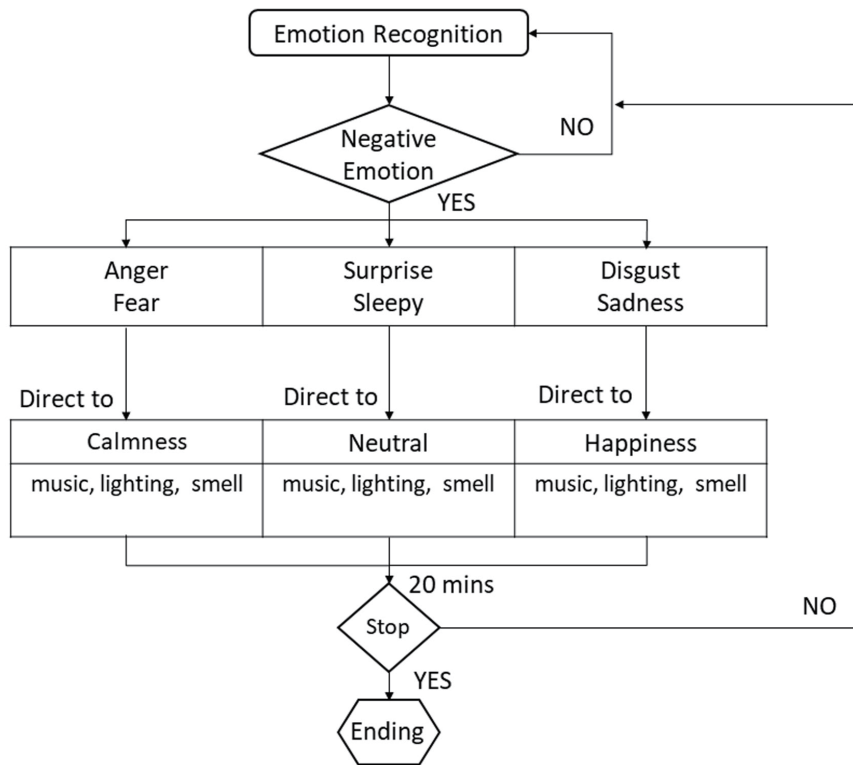 Emotion Recognition
Negative
Emotion
NO
YES
Anger
Fear
Surprise
Sleepy
Disgust
Sadness
Direct to
Direct to
Direct to
Calmness
Neutral
Happiness
music, lighting, smell
music, lighting, smell
music, lighting, smell
20 mins
Stop
NO
YES
Ending